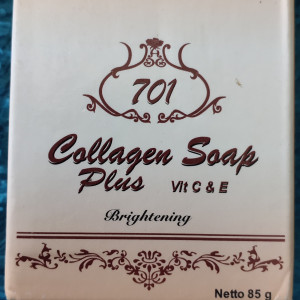 701
Collagen Soap
Plus Vit C & E
Brightening
Netto 85 g